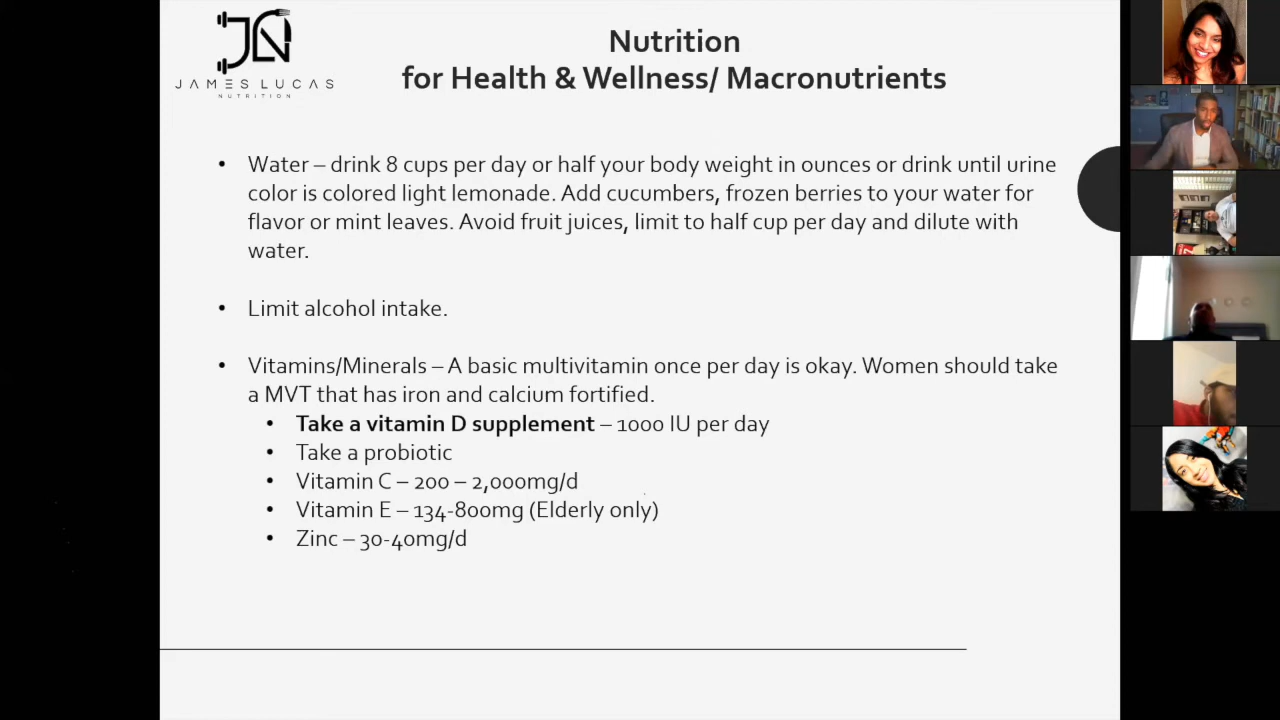 JN
JAMES LUCAS
NUTRITION
Nutrition
for Health & Wellness/ Macronutrients
• Water – drink 8 cups per day or half your body weight in ounces or drink until urine
color is colored light lemonade. Add cucumbers, frozen berries to your water for
flavor or mint leaves. Avoid fruit juices, limit to half cup per day and dilute with
water.
• Limit alcohol intake.
• Vitamins/Minerals – A basic multivitamin once per day is okay. Women should take
a MVT that has iron and calcium fortified.
• Take a vitamin D supplement – 1000 IU per day
• Take a probiotic
• Vitamin C – 200 – 2,000mg/d
• Vitamin E – 134-800mg (Elderly only)
• Zinc – 30-40mg/d